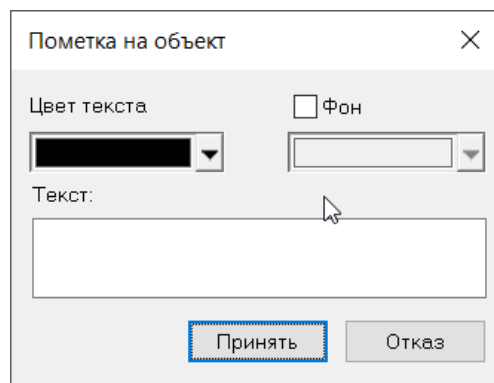 Пометка на объект
Цвет текста
Фон
Текст:
Принять
Отказ